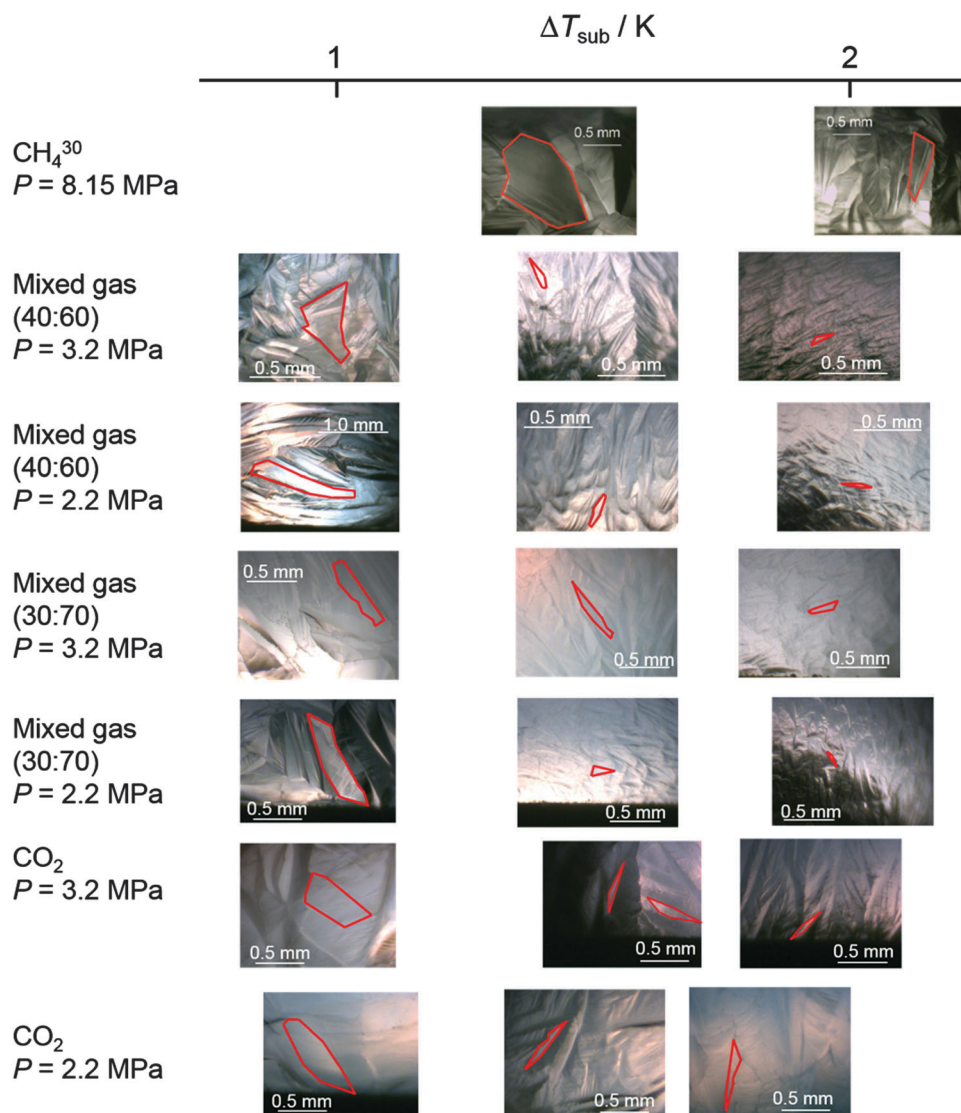 ΔTsub / K
1 2
CH₄³⁰
P = 8.15 MPa
0.5 mm
0.5 mm
Mixed gas
(40:60)
P = 3.2 MPa
0.5 mm
0.5 mm
0.5 mm
Mixed gas
(40:60)
P = 2.2 MPa
1.0 mm
0.5 mm
0.5 mm
Mixed gas
(30:70)
P = 3.2 MPa
0.5 mm
0.5 mm
0.5 mm
Mixed gas
(30:70)
P = 2.2 MPa
0.5 mm
0.5 mm
0.5 mm
CO₂
P = 3.2 MPa
0.5 mm
0.5 mm
0.5 mm
CO₂
P = 2.2 MPa
0.5 mm
0.5 mm
0.5 mm